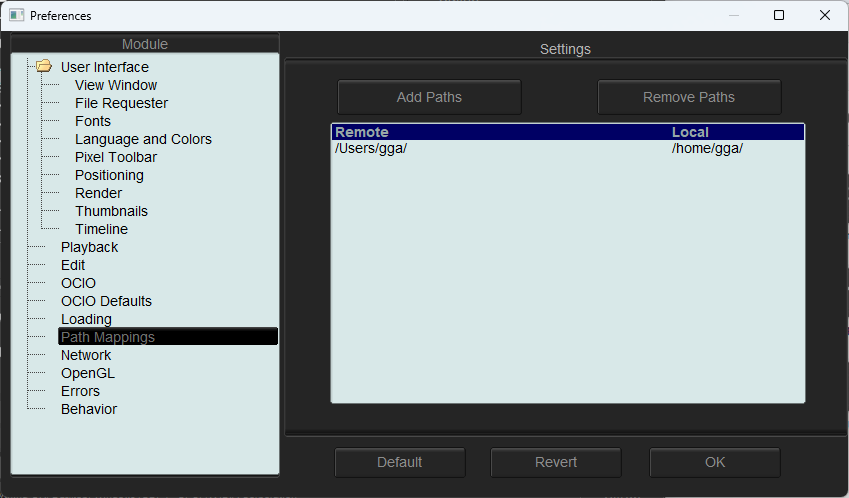 Preferences
Module
Settings
User Interface
View Window
File Requester
Fonts
Language and Colors
Pixel Toolbar
Positioning
Render
Thumbnails
Timeline
Playback
Edit
OCIO
OCIO Defaults
Loading
Path Mappings
Network
OpenGL
Errors
Behavior
Add Paths Remove Paths
Remote Local
/Users/gga/ /home/gga/
Default Revert OK